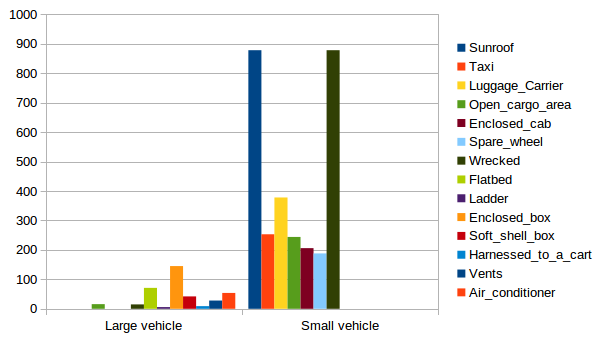 1000
900
800
700
600
500
400
300
200
100
0
Large vehicle
Small vehicle
Sunroof
Taxi
Luggage_Carrier
Open_cargo_area
Enclosed_cab
Spare_wheel
Wrecked
Flatbed
Ladder
Enclosed_box
Soft_shell_box
Harnessed_to_a_cart
Vents
Air_conditioner